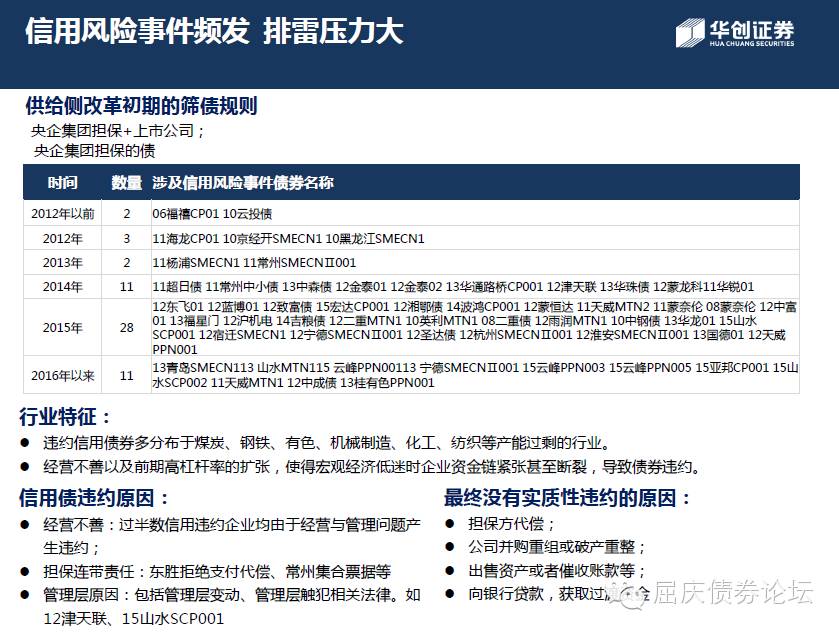 信用风险事件频发 排雷压力大
华创证券
HUA CHUANG SECURITIES
供给侧改革初期的筛债规则
央企集团担保+上市公司；
央企集团担保的债
时间 数量 涉及信用风险事件债券名称
2012年以前 2 06福禧CP01 10云投债
2012年 3 11海龙CP01 10京经开SMECN1 10黑龙江SMECN1
2013年 2 11杨浦SMECN1 11常州SMECNⅡ001
2014年 11 11超日债 11常州中小债 13中森债 12金泰01 12金泰02 13华通路桥CP001 12津天联 13华珠债 12蒙龙科11华锐01
2015年 28 12东飞01 12蓝博01 12致富债 15宏达CP001 12湘鄂债 14波鸿CP001 12蒙恒达 11天威MTN2 11蒙奈伦 08蒙奈伦 12中富
01 13福星门 12沪机电 14吉粮债 12二重MTN1 10英利MTN1 08二重债 12雨润MTN1 10中钢债 13华龙01 15山水
SCP001 12宿迁SMECN1 12宁德SMECNⅡ001 12圣达债 12杭州SMECNⅡ001 12淮安SMECNⅡ001 13国德01 12天威
PPN001
2016年以来 11 13青岛SMECN113 山水MTN115 云峰PPN00113 宁德SMECNⅡ001 15云峰PPN003 15云峰PPN005 15亚邦CP001 15山
水SCP002 11天威MTN1 12中成债 13桂有色PPN001
行业特征：
● 违约信用债券多分布于煤炭、钢铁、有色、机械制造、化工、纺织等产能过剩的行业。
● 经营不善以及前期高杠杆率的扩张，使得宏观经济低迷时企业资金链紧张甚至断裂，导致债券违约。
信用债违约原因：
● 经营不善：过半数信用违约企业均由于经营与管理问题产
生违约；
● 担保连带责任：东胜拒绝支付代偿、常州集合票据等
● 管理层原因：包括管理层变动、管理层触犯相关法律。如
12津天联、15山水SCP001
最终没有实质性违约的原因：
● 担保方代偿；
● 公司并购重组或破产重整；
● 出售资产或者催收账款等；
● 向银行贷款，获取过 金
屈庆债券论坛